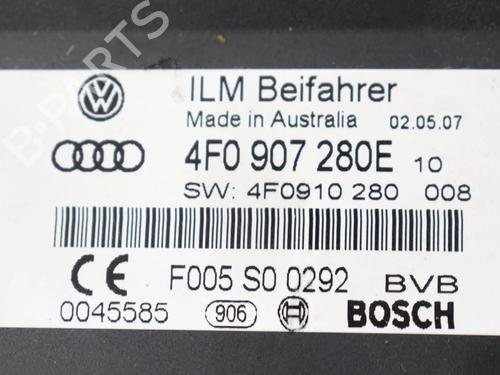 ILM Beifahrer
Made in Australia 02.05.07
4F0 907 280E 10
SW: 4F0910 280 008
F005 S0 0292 BVB
0045585 906 BOSCH
B-PARTS